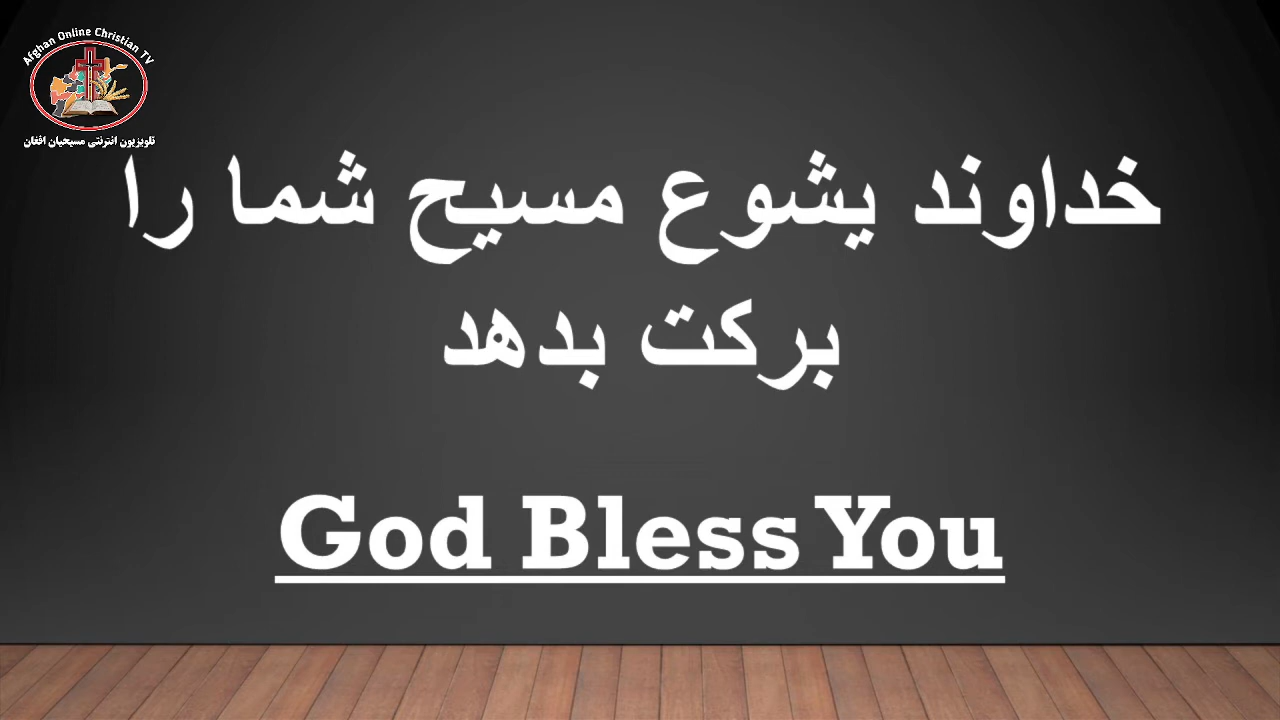 Afghan Online Christian TV
تلویزیون انترنتی مسیحیان افغان
خداوند یشوع مسیح شما را
برکت بدهد
God Bless You